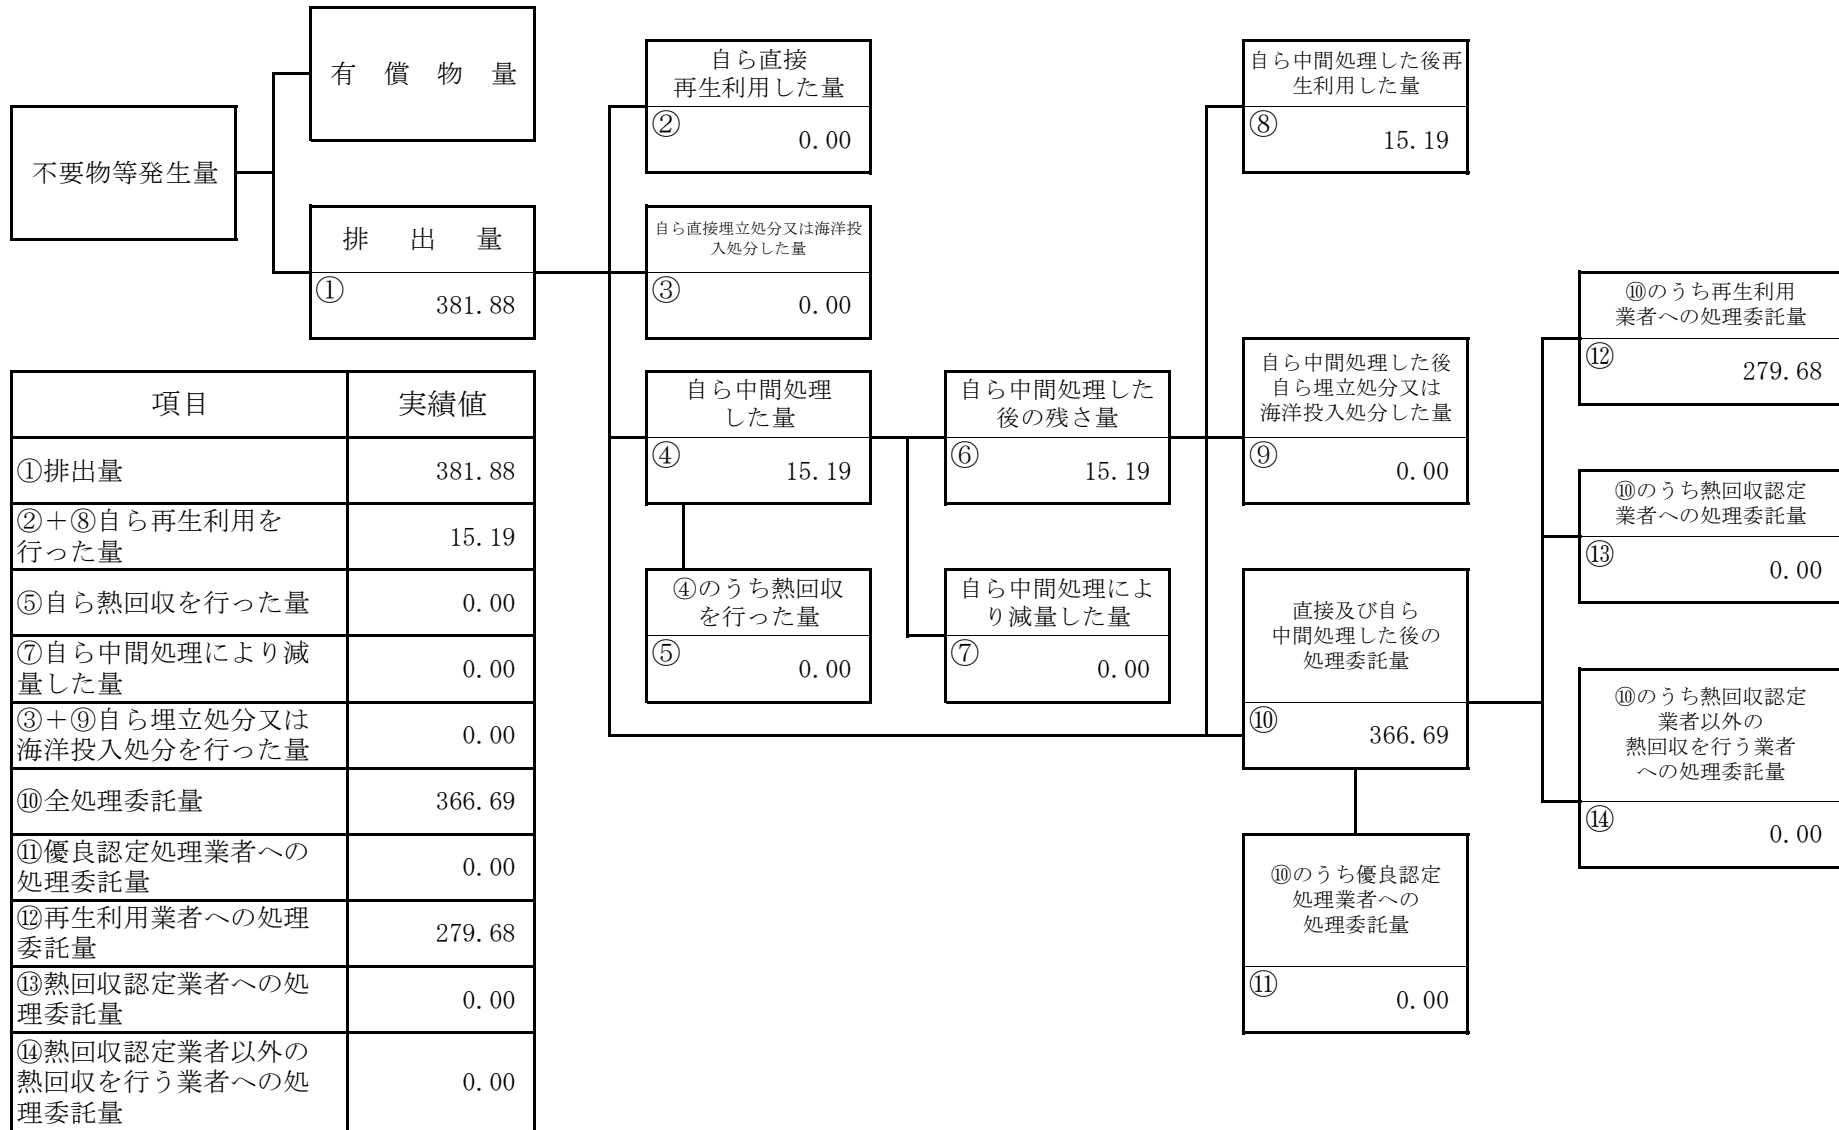 不要物等発生量
有　償　物　量
排　出　量
①
381.88
自ら直接
再生利用した量
②
0.00
自ら直接埋立処分又は海洋投
入処分した量
③
0.00
自ら中間処理
した量
④
15.19
④のうち熱回収
を行った量
⑤
0.00
自ら中間処理した
後の残さ量
⑥
15.19
自ら中間処理によ
り減量した量
⑦
0.00
自ら中間処理した後再
生利用した量
⑧
15.19
自ら中間処理した後
自ら埋立処分又は
海洋投入処分した量
⑨
0.00
直接及び自ら
中間処理した後の
処理委託量
⑩
366.69
⑩のうち優良認定
処理業者への
処理委託量
⑪
0.00
⑩のうち再生利用
業者への処理委託量
⑫
279.68
⑩のうち熱回収認定
業者への処理委託量
⑬
0.00
⑩のうち熱回収認定
業者以外の
熱回収を行う業者
への処理委託量
⑭
0.00
項目 実績値
①排出量 381.88
②＋⑧自ら再生利用を
行った量 15.19
⑤自ら熱回収を行った量 0.00
⑦自ら中間処理により減
量した量 0.00
③＋⑨自ら埋立処分又は
海洋投入処分を行った量 0.00
⑩全処理委託量 366.69
⑪優良認定処理業者への
処理委託量 0.00
⑫再生利用業者への処理
委託量 279.68
⑬熱回収認定業者への処
理委託量 0.00
⑭熱回収認定業者以外の
熱回収を行う業者への処
理委託量 0.00